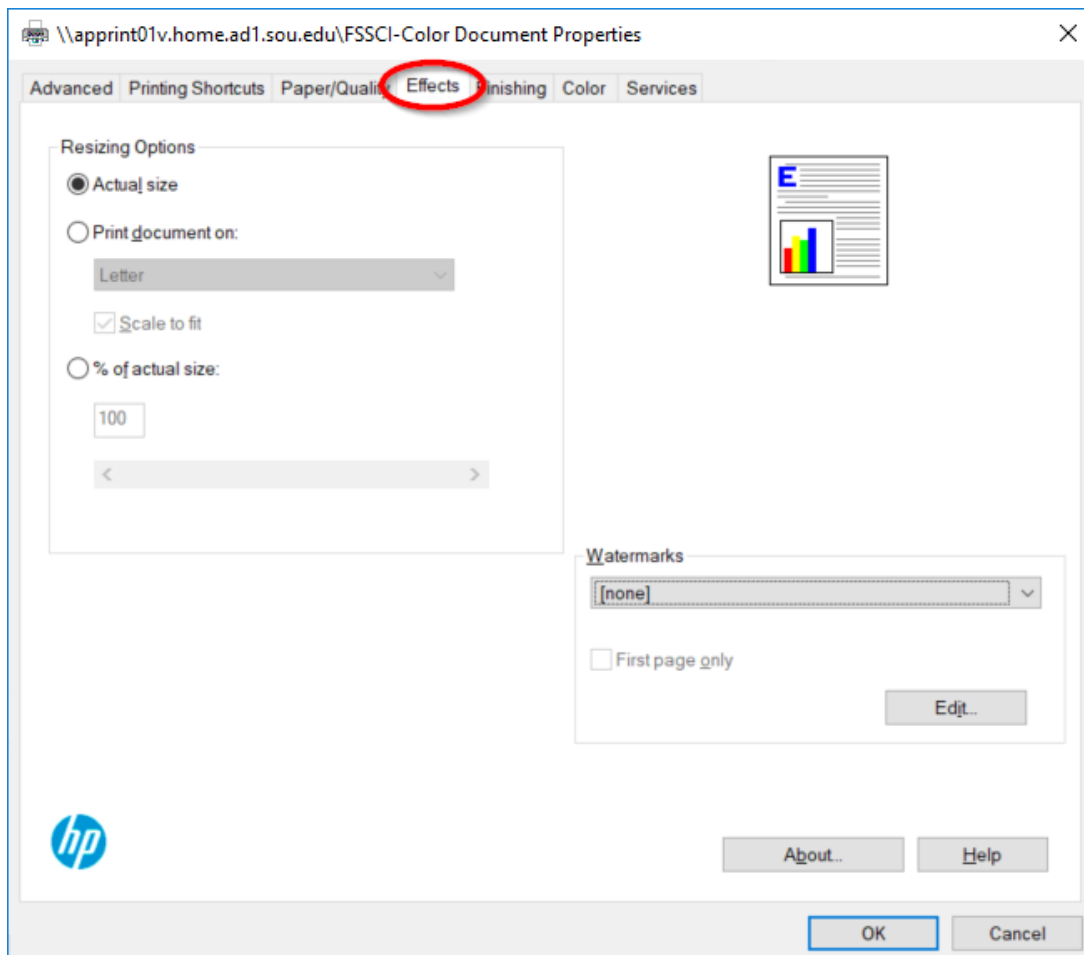 \\apprint01v.home.ad1.sou.edu\FSSCI-Color Document Properties
Advanced Printing Shortcuts Paper/Quality Effects Finishing Color Services
Resizing Options
Actual size
E
Print document on:
Letter
Scale to fit
% of actual size:
100
Watermarks
[none]
First page only
Edit...
hp
About... Help
OK Cancel